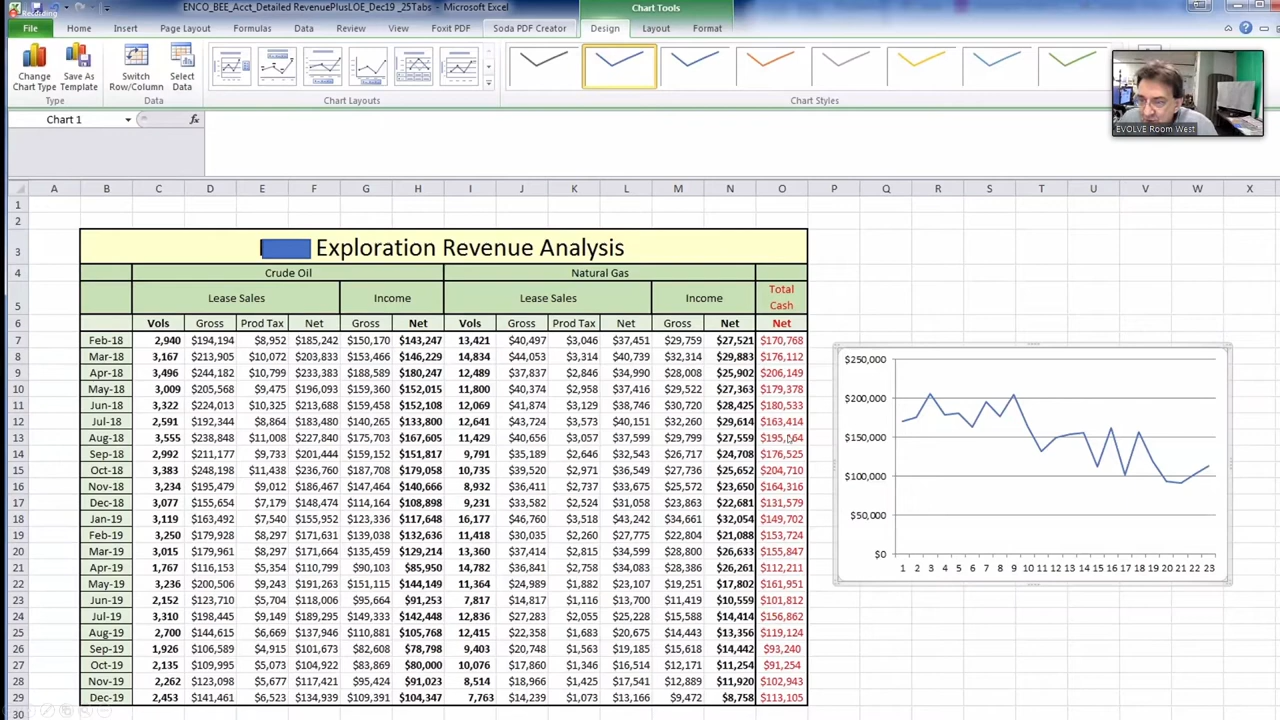 Recording
ENCO_BEE_Acct_Detailed RevenuePlusLOE_Dec19 _25Tabs - Microsoft Excel
Chart Tools
File Home Insert Page Layout Formulas Data Review View Foxit PDF Soda PDF Creator Design Layout Format
Change Chart Type
Save As Template
Switch Row/Column
Select Data
Type Data Chart Layouts Chart Styles
EVOLVE Room West
Chart 1 fx
A B C D E F G H I J K L M N O P Q R S T U V W X
1
2
3 Exploration Revenue Analysis
4 Crude Oil Natural Gas
5 Lease Sales Income Lease Sales Income Total Cash
6 Vols Gross Prod Tax Net Gross Net Vols Gross Prod Tax Net Gross Net Net
7 Feb-18 2,940 $194,194 $8,952 $185,242 $150,170 $143,247 13,421 $40,497 $3,046 $37,451 $29,759 $27,521 $170,768
8 Mar-18 3,167 $213,905 $10,072 $203,833 $153,466 $146,229 14,834 $44,053 $3,314 $40,739 $32,314 $29,883 $176,112
9 Apr-18 3,496 $244,182 $10,799 $233,383 $188,589 $180,247 12,489 $37,837 $2,846 $34,990 $28,008 $25,902 $206,149
10 May-18 3,009 $205,568 $9,475 $196,093 $159,360 $152,015 11,800 $40,374 $2,958 $37,416 $29,522 $27,363 $179,378
11 Jun-18 3,322 $224,013 $10,325 $213,688 $159,458 $152,108 12,069 $41,874 $3,129 $38,746 $30,720 $28,425 $180,533
12 Jul-18 2,591 $192,344 $8,864 $183,480 $140,265 $133,800 12,641 $43,724 $3,573 $40,151 $32,260 $29,614 $163,414
13 Aug-18 3,555 $238,848 $11,008 $227,840 $175,703 $167,605 11,429 $40,656 $3,057 $37,599 $29,799 $27,559 $195,164
14 Sep-18 2,992 $211,177 $9,733 $201,444 $159,152 $151,817 9,791 $35,189 $2,646 $32,543 $26,717 $24,708 $176,525
15 Oct-18 3,383 $248,198 $11,438 $236,760 $187,708 $179,058 10,735 $39,520 $2,971 $36,549 $27,736 $25,652 $204,710
16 Nov-18 3,234 $195,479 $9,012 $186,467 $147,464 $140,666 8,932 $36,411 $2,737 $33,675 $25,572 $23,650 $164,316
17 Dec-18 3,077 $155,654 $7,179 $148,474 $114,164 $108,898 9,231 $33,582 $2,524 $31,058 $23,863 $22,681 $131,579
18 Jan-19 3,119 $163,492 $7,540 $155,952 $123,336 $117,648 16,177 $46,760 $3,518 $43,242 $34,661 $32,054 $149,702
19 Feb-19 3,250 $179,928 $8,297 $171,631 $139,038 $132,636 11,418 $30,035 $2,260 $27,775 $22,804 $21,088 $153,724
20 Mar-19 3,015 $179,961 $8,297 $171,664 $135,459 $129,214 13,360 $37,414 $2,815 $34,599 $28,800 $26,633 $155,847
21 Apr-19 1,767 $116,153 $5,354 $110,799 $90,103 $85,950 14,782 $36,841 $2,758 $34,083 $28,386 $26,261 $112,211
22 May-19 3,236 $200,506 $9,243 $191,263 $151,115 $144,149 11,364 $24,989 $1,882 $23,107 $19,251 $17,802 $161,951
23 Jun-19 2,152 $123,710 $5,704 $118,006 $95,664 $91,253 7,817 $14,817 $1,116 $13,700 $11,419 $10,559 $101,812
24 Jul-19 3,310 $198,445 $9,149 $189,295 $149,333 $142,448 12,836 $27,283 $2,055 $25,228 $15,588 $14,414 $156,862
25 Aug-19 2,700 $144,615 $6,669 $137,946 $110,881 $105,768 12,415 $22,358 $1,683 $20,675 $14,443 $13,356 $119,124
26 Sep-19 1,926 $106,589 $4,915 $101,673 $82,608 $78,798 9,403 $20,748 $1,563 $19,185 $15,618 $14,442 $93,240
27 Oct-19 2,135 $109,995 $5,073 $104,922 $83,869 $80,000 10,076 $17,860 $1,346 $16,514 $12,171 $11,254 $91,254
28 Nov-19 2,262 $123,098 $5,677 $117,421 $95,424 $91,023 8,514 $18,966 $1,425 $17,541 $12,889 $11,920 $102,943
29 Dec-19 2,453 $141,461 $6,523 $134,939 $109,391 $104,347 7,763 $14,239 $1,073 $13,166 $9,472 $8,758 $113,105
30
$250,000
$200,000
$150,000
$100,000
$50,000
$0
1 2 3 4 5 6 7 8 9 10 11 12 13 14 15 16 17 18 19 20 21 22 23